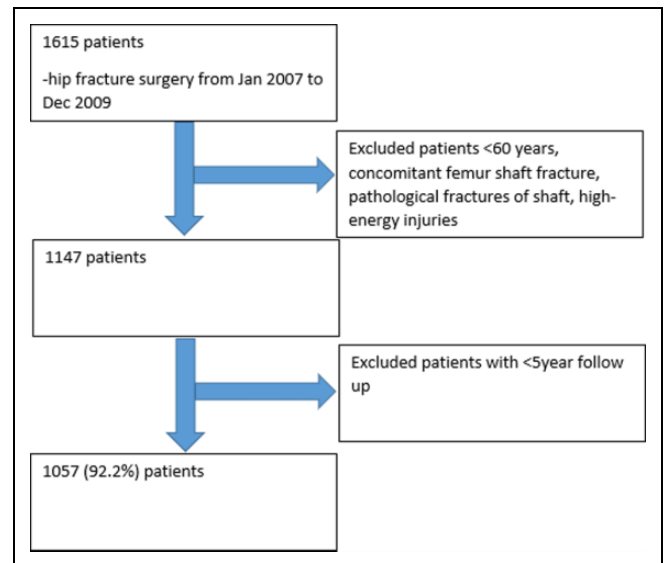 1615 patients
-hip fracture surgery from Jan 2007 to
Dec 2009
Excluded patients <60 years,
concomitant femur shaft fracture,
pathological fractures of shaft, high-
energy injuries
1147 patients
Excluded patients with <5year follow
up
1057 (92.2%) patients